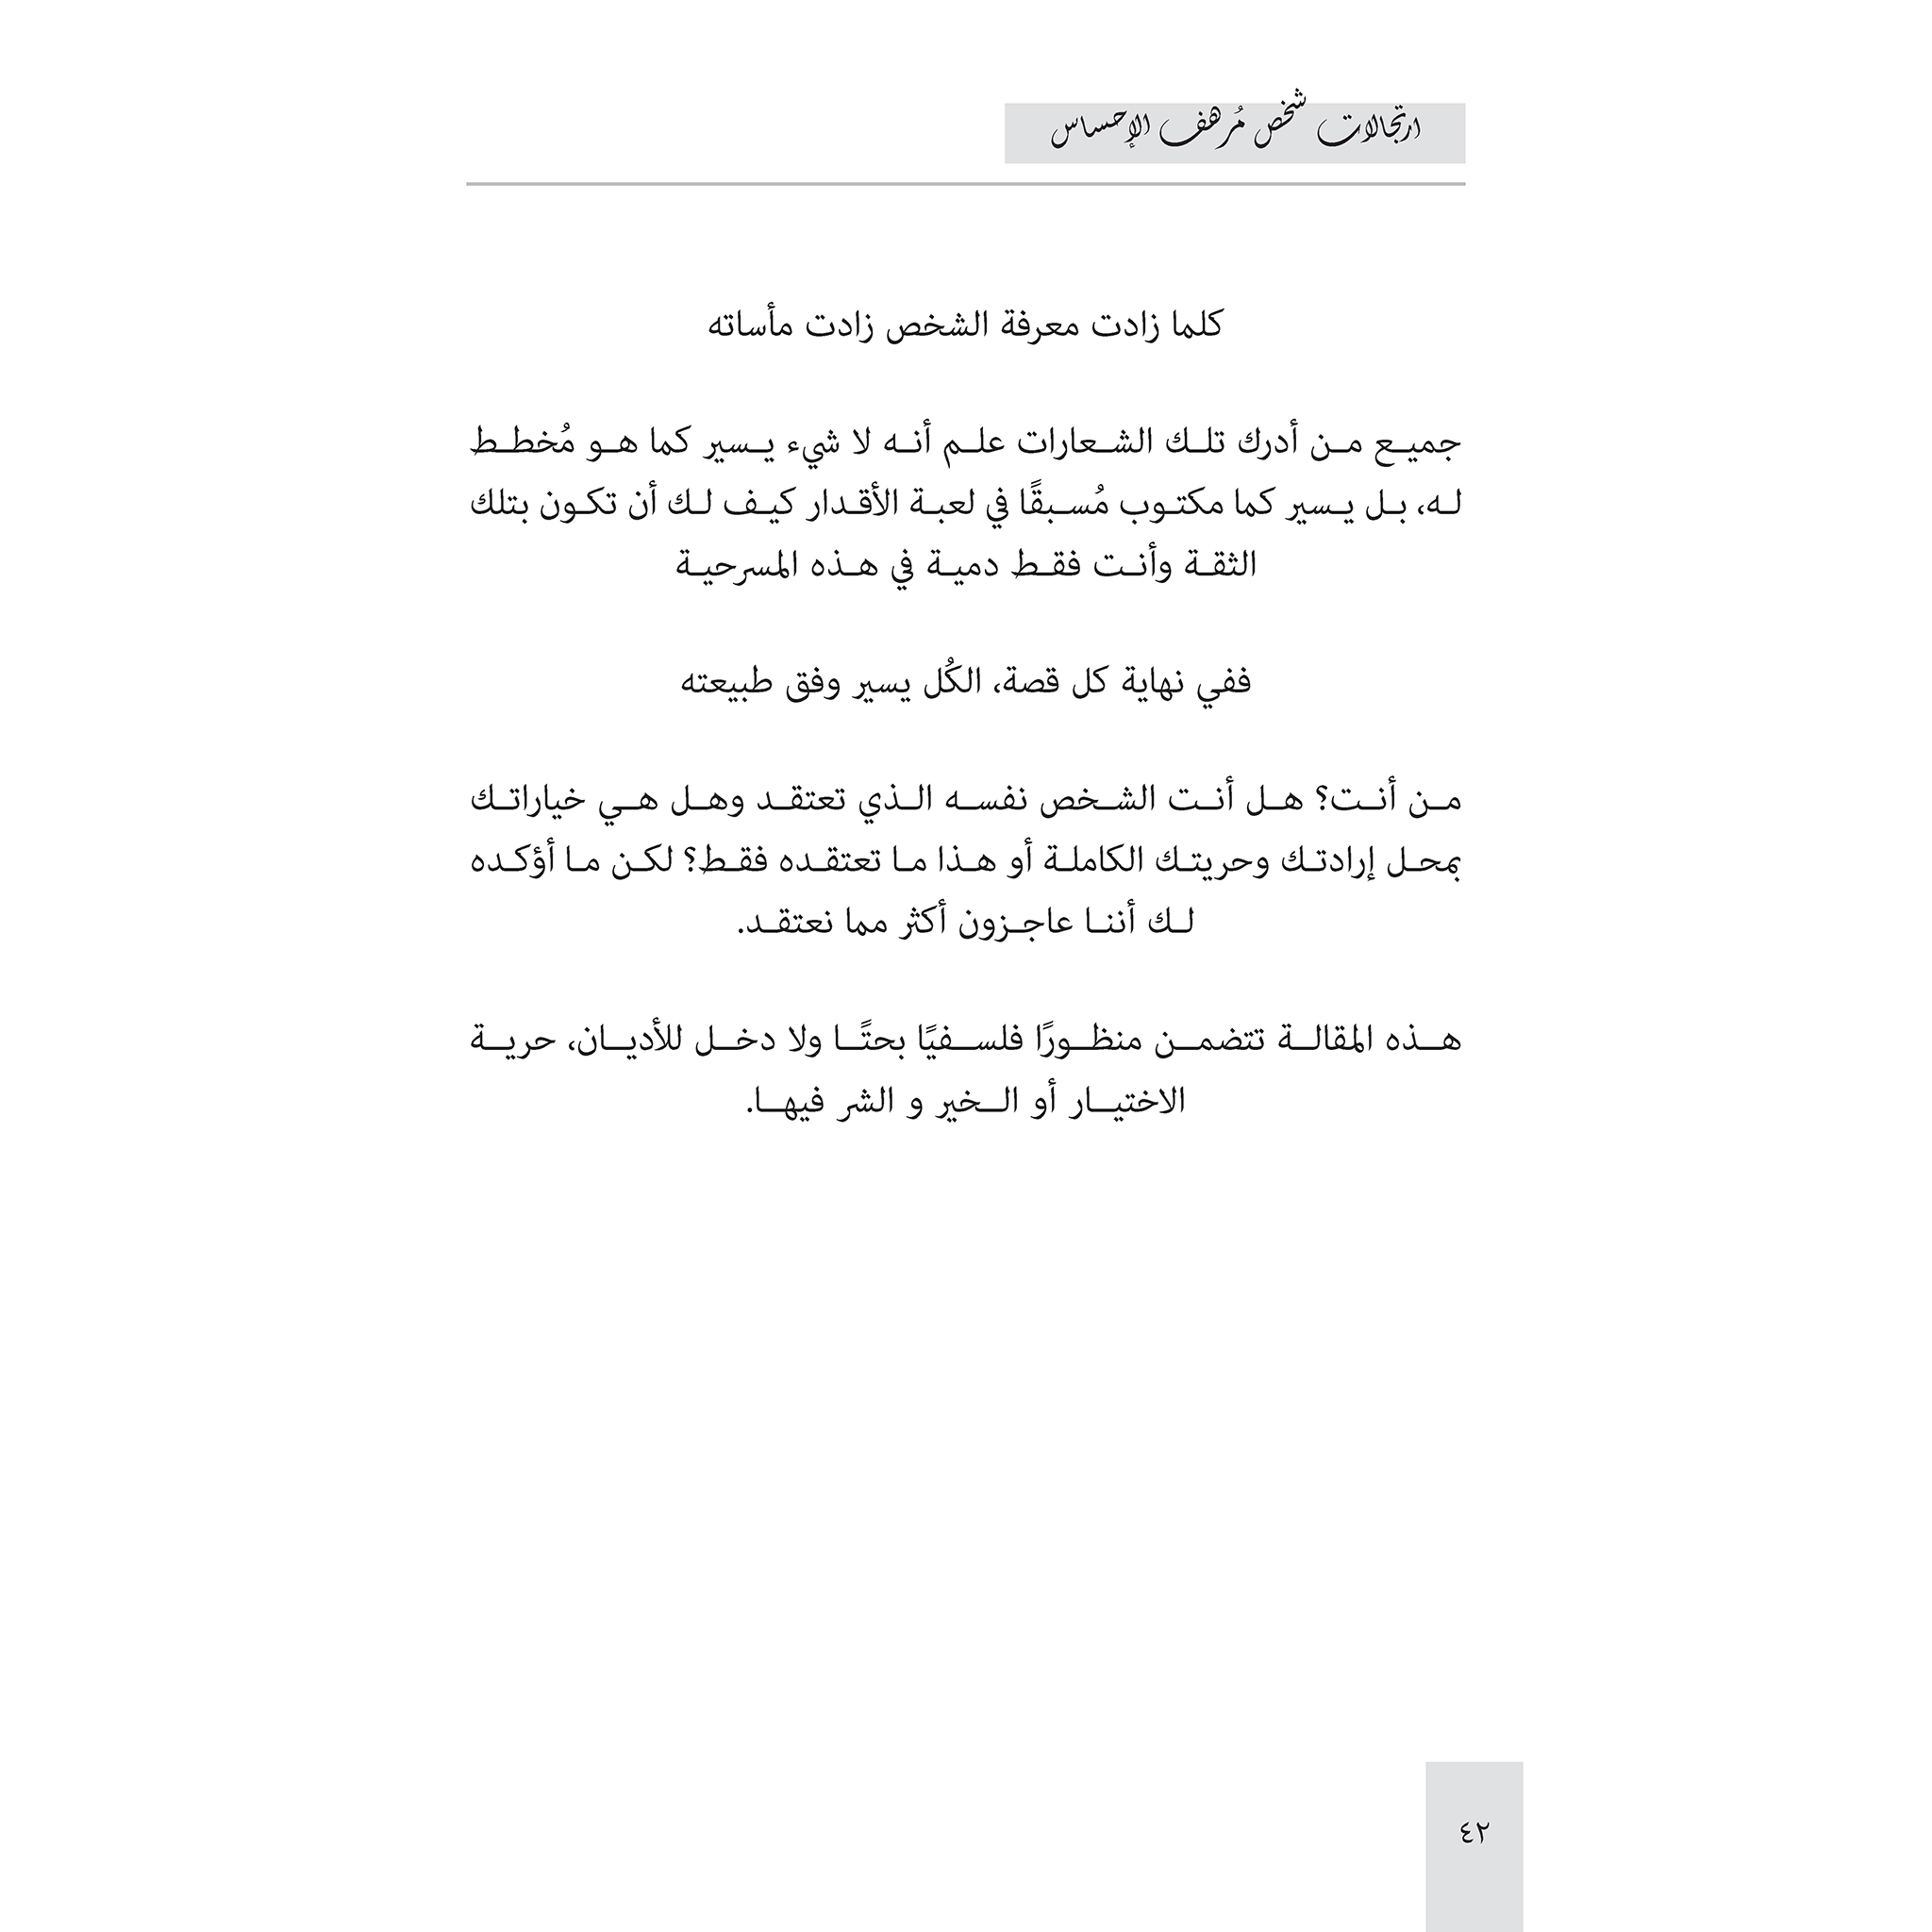 ارتجالات شخص مُرهف الإحساس
كلما زادت معرفة الشخص زادت مأساته
جميع من أدرك تلك الشعارات علم أنه لا شيء يسير كما هو مُخطط
له، بل يسير كما مكتوب مُسبقًا في لعبة الأقدار كيف لك أن تكون بتلك
الثقة وأنت فقط دمية في هذه المسرحية
ففي نهاية كل قصة، الكُل يسير وفق طبيعته
من أنت؟ هل أنت الشخص نفسه الذي تعتقد وهل هي خياراتك
بمحل إرادتك وحريتك الكاملة أو هذا ما تعتقده فقط؟ لكن ما أؤكده
لك أننا عاجزون أكثر مما نعتقد.
هذه المقالة تتضمن منظورًا فلسفيًا بحتًا ولا دخل للأديان، حرية
الاختيار أو الخير و الشر فيها.
٤٢